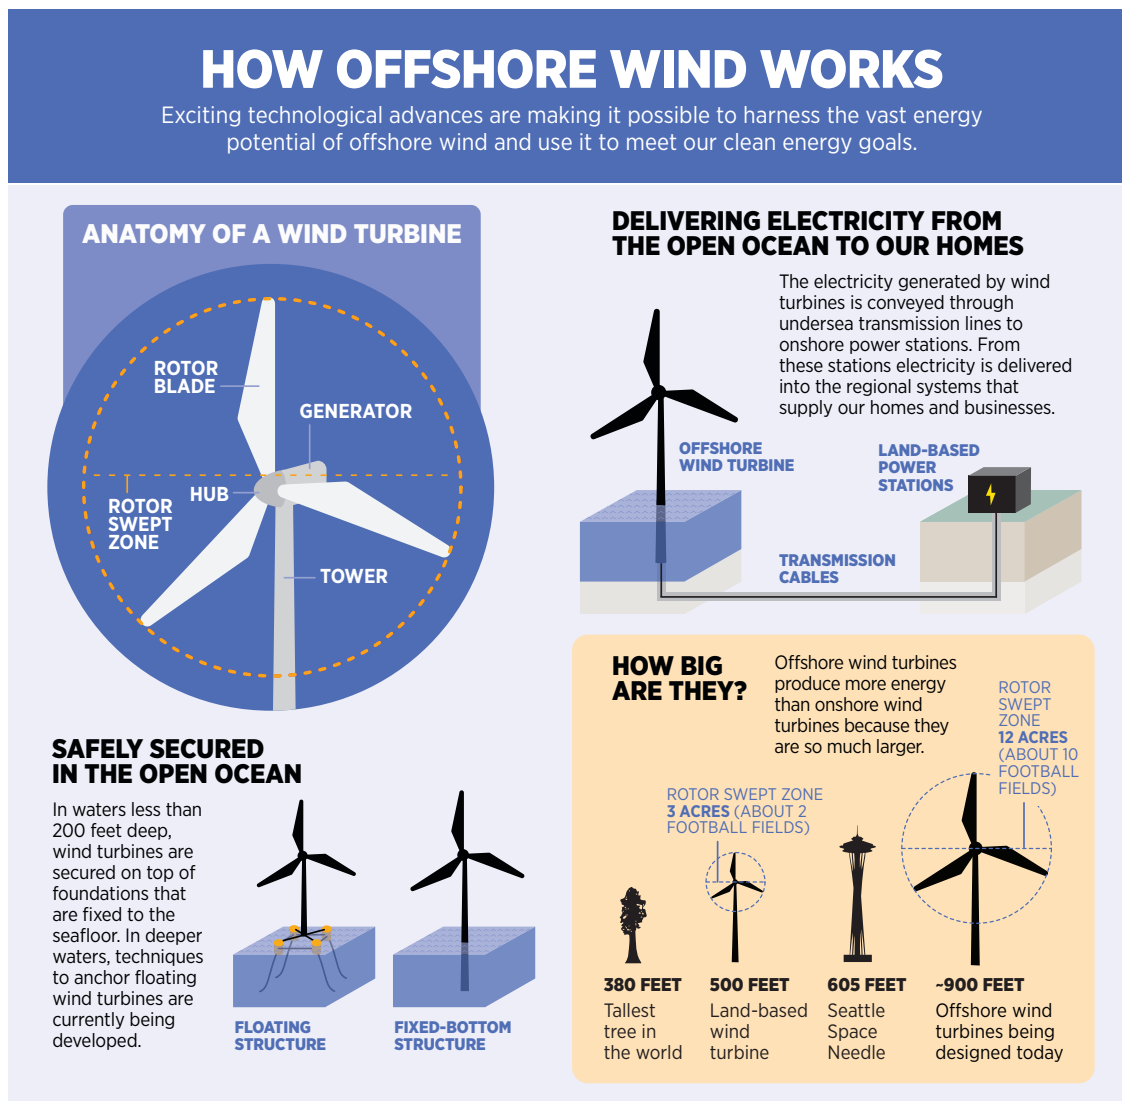 HOW OFFSHORE WIND WORKS
Exciting technological advances are making it possible to harness the vast energy
potential of offshore wind and use it to meet our clean energy goals.
ANATOMY OF A WIND TURBINE
ROTOR
BLADE
GENERATOR
HUB
ROTOR
SWEPT
ZONE
TOWER
DELIVERING ELECTRICITY FROM
THE OPEN OCEAN TO OUR HOMES
The electricity generated by wind
turbines is conveyed through
undersea transmission lines to
onshore power stations. From
these stations electricity is delivered
into the regional systems that
supply our homes and businesses.
OFFSHORE
WIND TURBINE
LAND-BASED
POWER
STATIONS
TRANSMISSION
CABLES
SAFELY SECURED
IN THE OPEN OCEAN
In waters less than
200 feet deep,
wind turbines are
secured on top of
foundations that
are fixed to the
seafloor. In deeper
waters, techniques
to anchor floating
wind turbines are
currently being
developed.
FLOATING
STRUCTURE
FIXED-BOTTOM
STRUCTURE
HOW BIG
ARE THEY?
Offshore wind turbines
produce more energy
than onshore wind
turbines because they
are so much larger.
ROTOR SWEPT ZONE
3 ACRES (ABOUT 2
FOOTBALL FIELDS)
ROTOR
SWEPT
ZONE
12 ACRES
(ABOUT 10
FOOTBALL
FIELDS)
380 FEET
Tallest
tree in
the world
500 FEET
Land-based
wind
turbine
605 FEET
Seattle
Space
Needle
~900 FEET
Offshore wind
turbines being
designed today